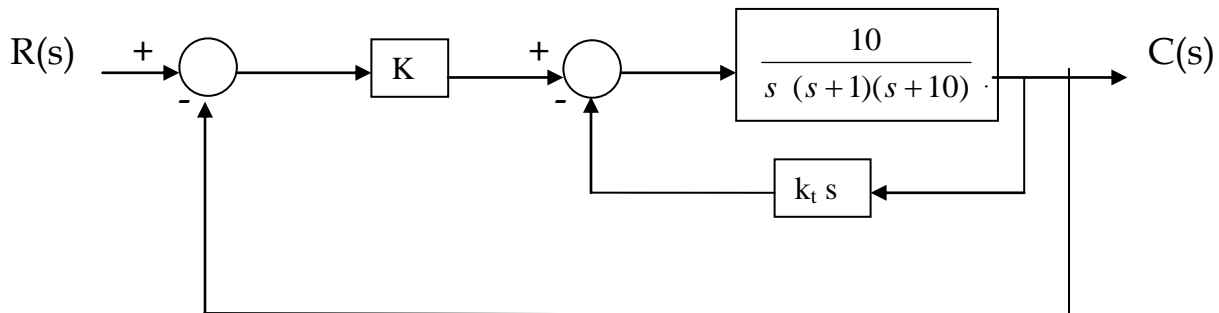 R(s)
+
-
K
+
-
10
s (s+1)(s+10)
C(s)
k_t s